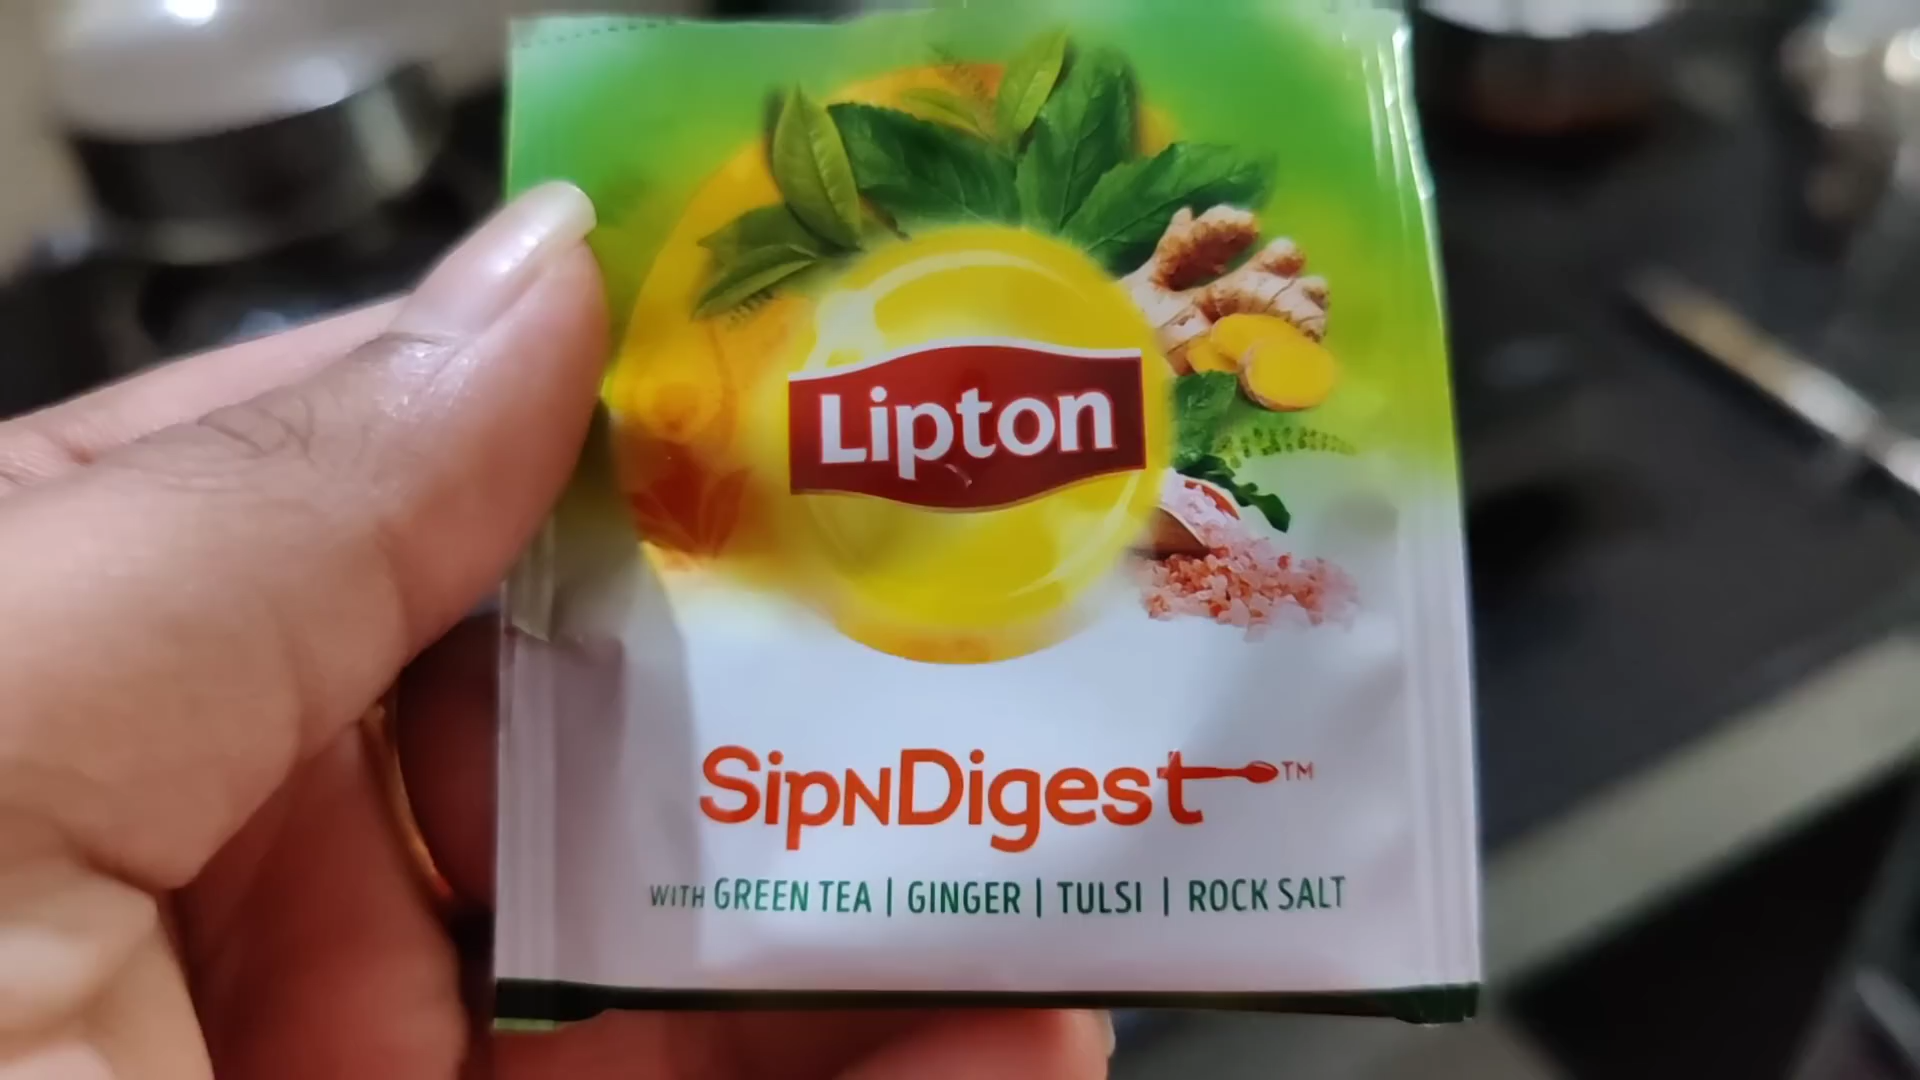 Lipton
SipNDigest™
WITH GREEN TEA | GINGER | TULSI | ROCK SALT